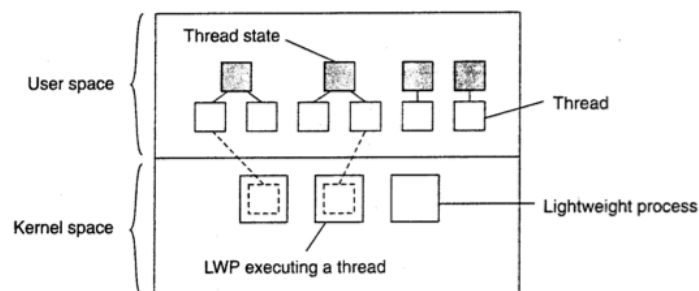 Thread state
User space
Thread
Kernel space
Lightweight process
LWP executing a thread